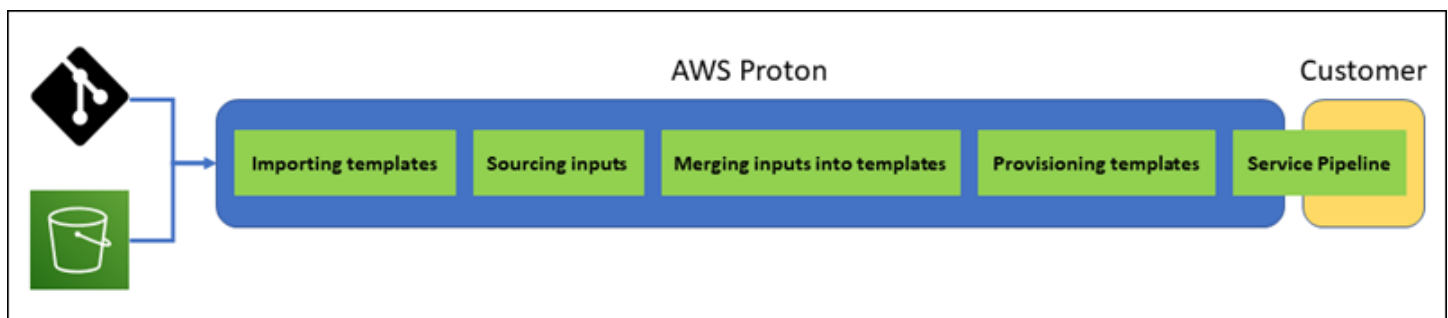 AWS Proton
Customer
Importing templates
Sourcing inputs
Merging inputs into templates
Provisioning templates
Service Pipeline